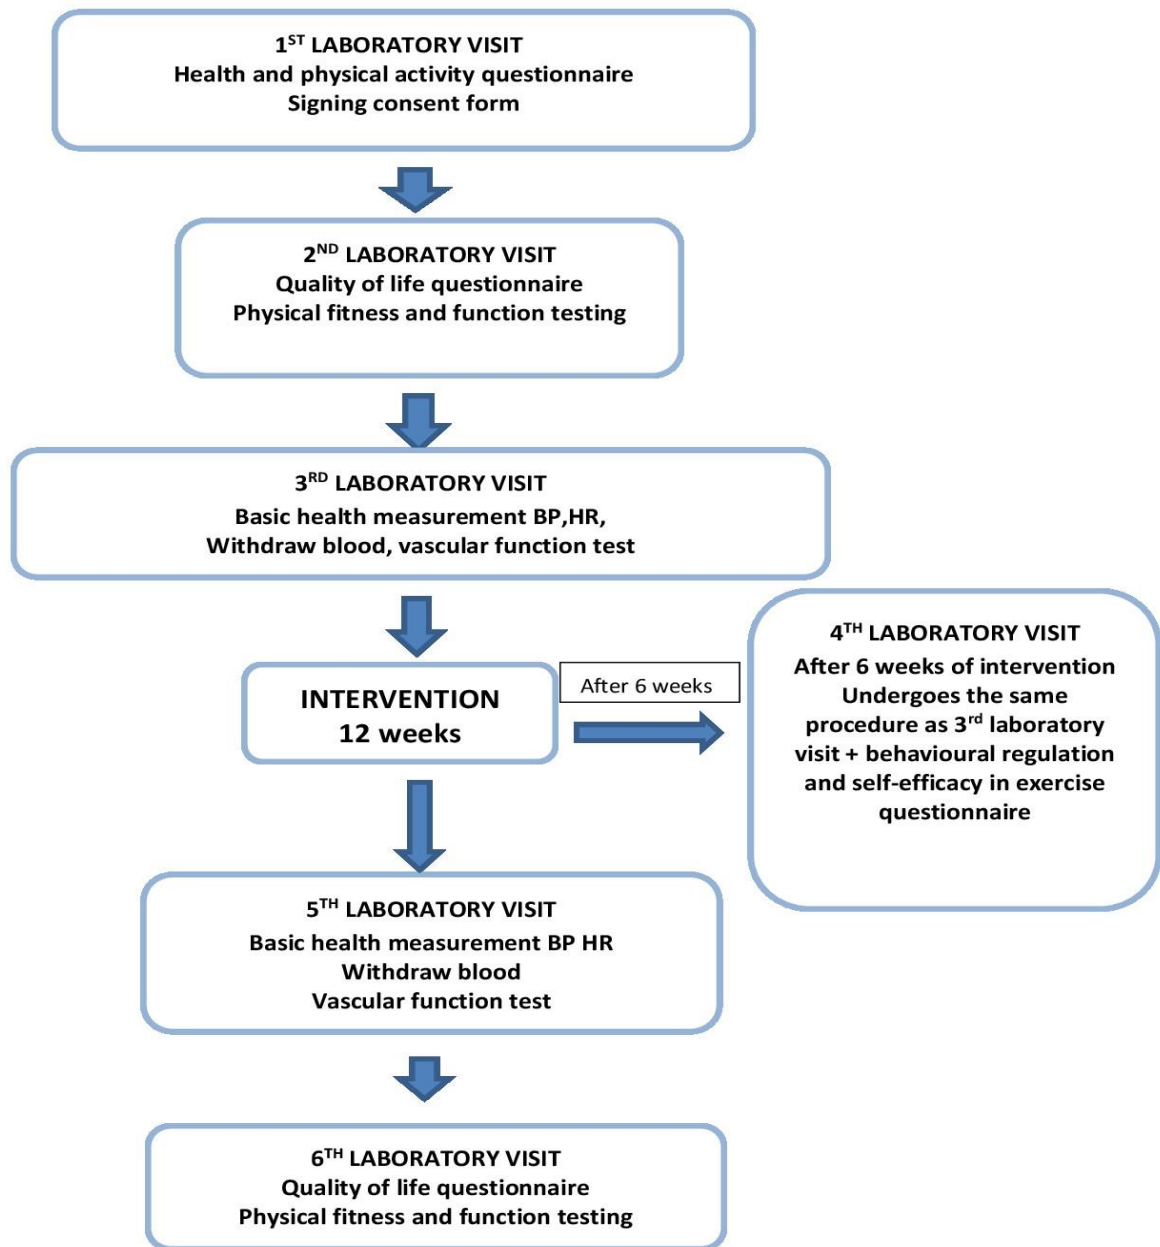 1ST LABORATORY VISIT
Health and physical activity questionnaire
Signing consent form
2ND LABORATORY VISIT
Quality of life questionnaire
Physical fitness and function testing
3RD LABORATORY VISIT
Basic health measurement BP,HR,
Withdraw blood, vascular function test
INTERVENTION
12 weeks
After 6 weeks
4TH LABORATORY VISIT
After 6 weeks of intervention
Undergoes the same
procedure as 3rd laboratory
visit + behavioural regulation
and self-efficacy in exercise
questionnaire
5TH LABORATORY VISIT
Basic health measurement BP HR
Withdraw blood
Vascular function test
6TH LABORATORY VISIT
Quality of life questionnaire
Physical fitness and function testing